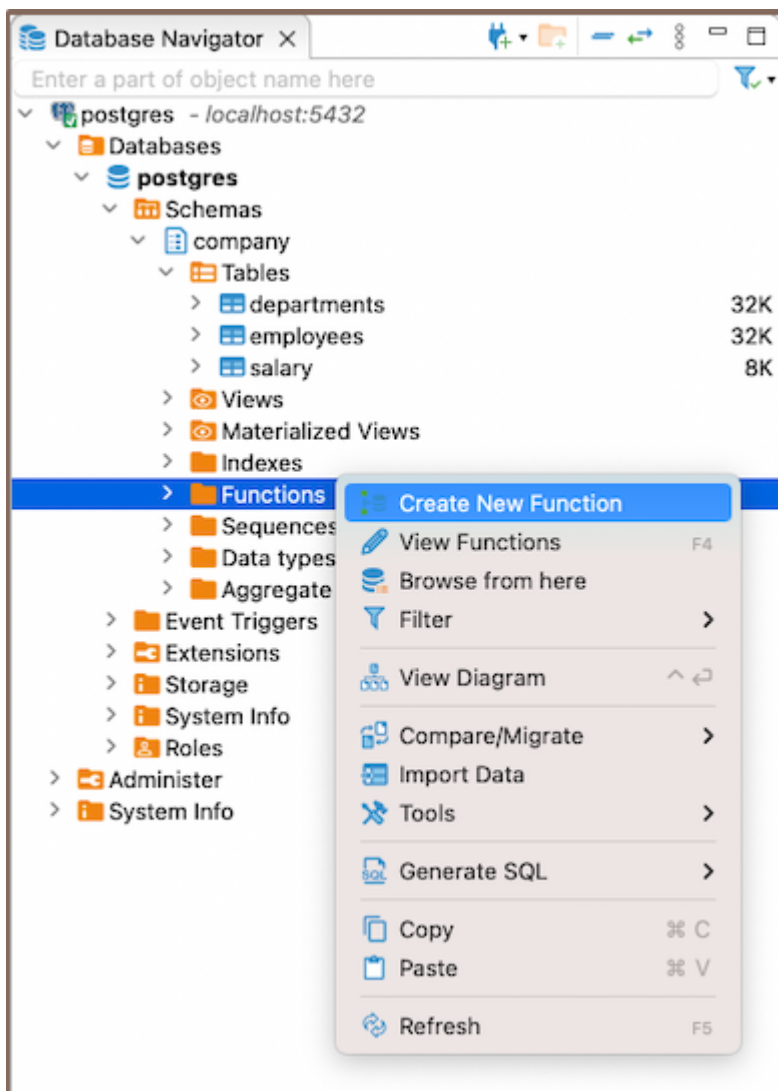 Database Navigator
Enter a part of object name here
postgres - localhost:5432
Databases
postgres
Schemas
company
Tables
departments 32K
employees 32K
salary 8K
Views
Materialized Views
Indexes
Functions
Sequences
Data types
Aggregate
Event Triggers
Extensions
Storage
System Info
Roles
Administer
System Info
Create New Function
View Functions F4
Browse from here
Filter
View Diagram ^ ↩
Compare/Migrate
Import Data
Tools
SQL Generate SQL
Copy ⌘ C
Paste ⌘ V
Refresh F5